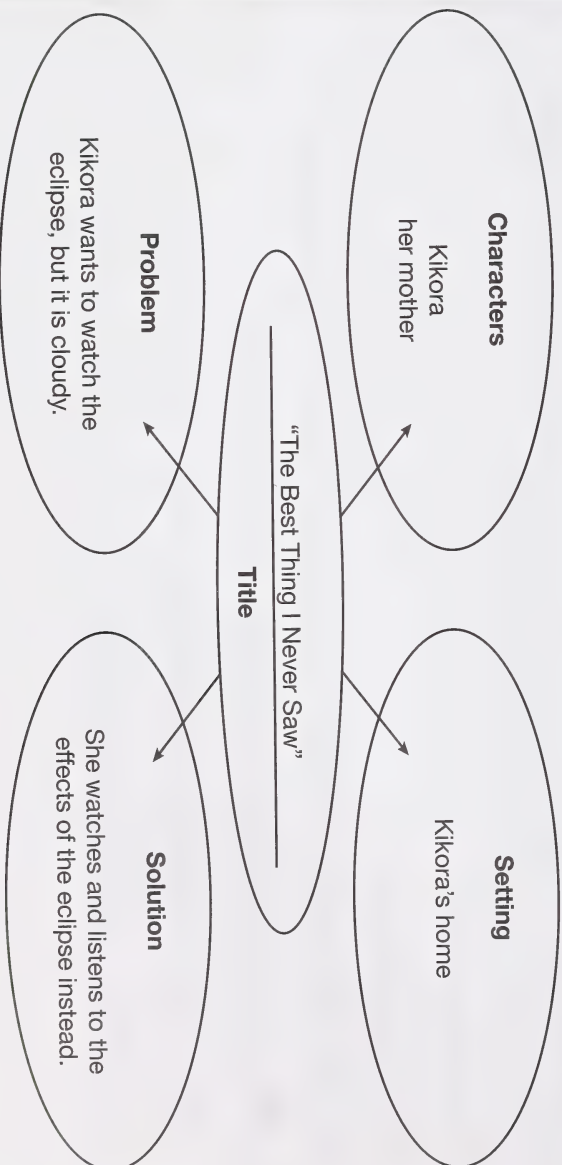 Characters
Kikora
her mother
Setting
Kikora's home
“The Best Thing I Never Saw”
Title
Problem
Kikora wants to watch the
eclipse, but it is cloudy.
Solution
She watches and listens to the
effects of the eclipse instead.